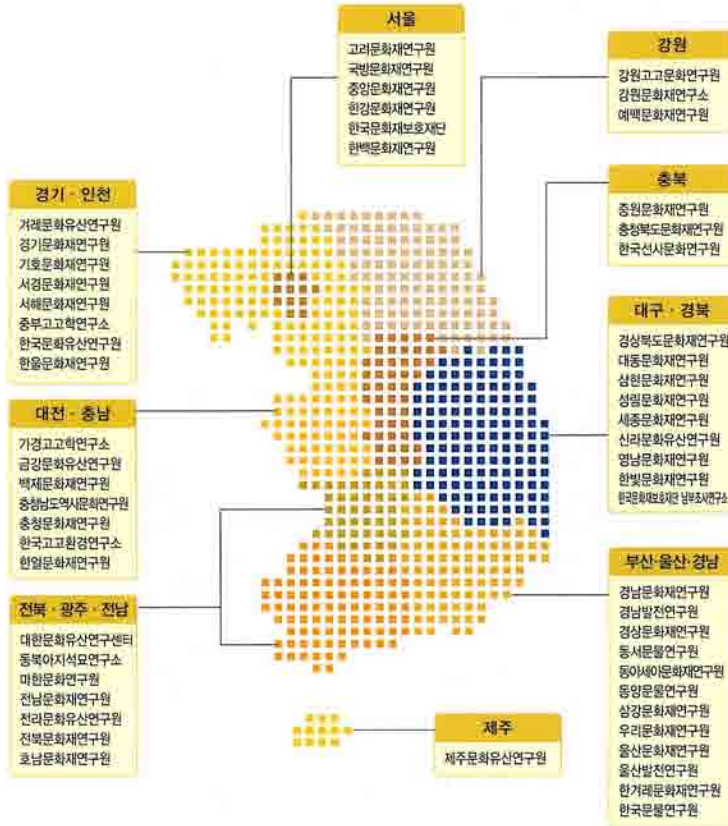 서울
고려문화재연구원
국방문화재연구원
중앙문화재연구원
한강문화재연구원
한국문화재보호재단
한백문화재연구원
강원
강원고고문화연구원
강원문화재연구소
예맥문화재연구원
경기 · 인천
겨레문화유산연구원
경기문화재연구원
기호문화재연구원
서경문화재연구원
서해문화재연구원
중부고고학연구소
한국문화유산연구원
한울문화재연구원
충북
중원문화재연구원
충청북도문화재연구원
한국선사문화연구원
대구 · 경북
경상북도문화재연구원
대동문화재연구원
삼한문화재연구원
성림문화재연구원
세종문화재연구원
신라문화유산연구원
영남문화재연구원
한빛문화재연구원
한국문화재보호재단 남부조사연구소
대전 · 충남
가경고고학연구소
금강문화유산연구원
백제문화재연구원
충청남도역사문화연구원
충청문화재연구원
한국고고환경연구소
한얼문화재연구원
전북 · 광주 · 전남
대한문화유산연구센터
동북아지석묘연구소
마한문화연구원
전남문화재연구원
전라문화유산연구원
전북문화재연구원
호남문화재연구원
부산·울산·경남
경남문화재연구원
경남발전연구원
경상문화재연구원
동서문물연구원
동아세아문화재연구원
동양문물연구원
삼강문화재연구원
우리문화재연구원
울산문화재연구원
울산발전연구원
한겨레문화재연구원
한국문물연구원
제주
제주문화유산연구원